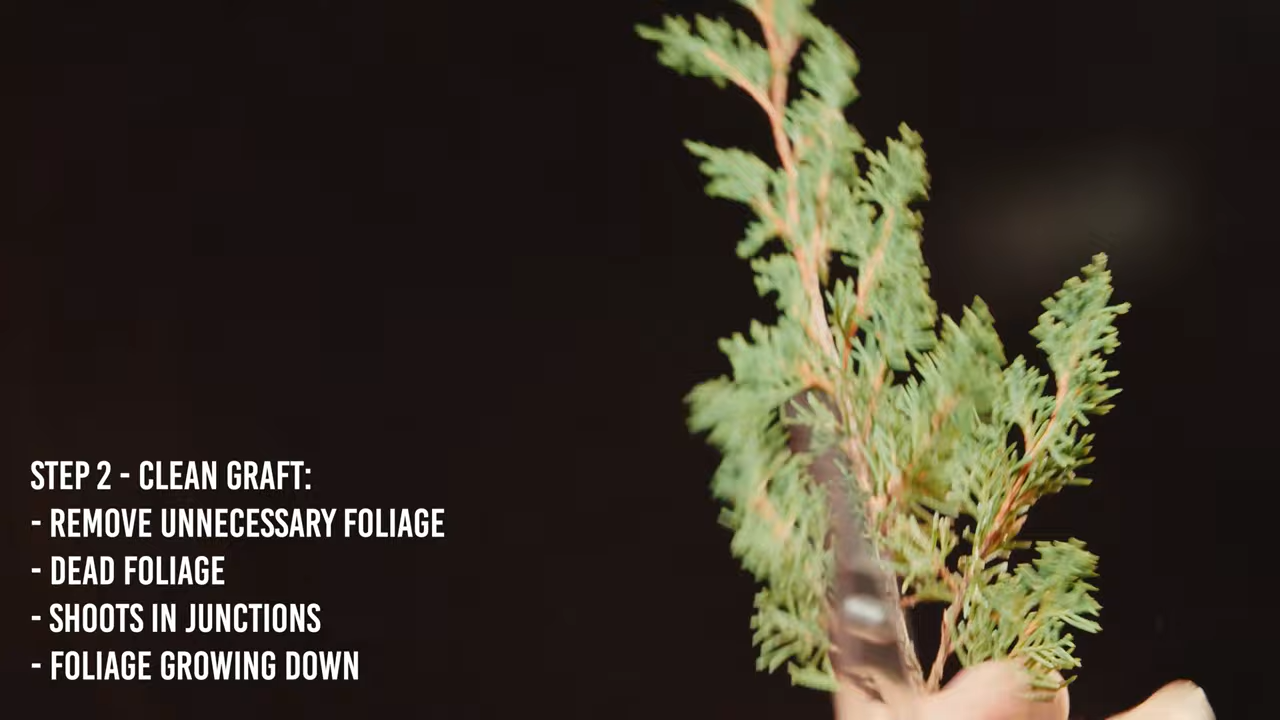 STEP 2 - CLEAN GRAFT:
- REMOVE UNNECESSARY FOLIAGE
- DEAD FOLIAGE
- SHOOTS IN JUNCTIONS
- FOLIAGE GROWING DOWN